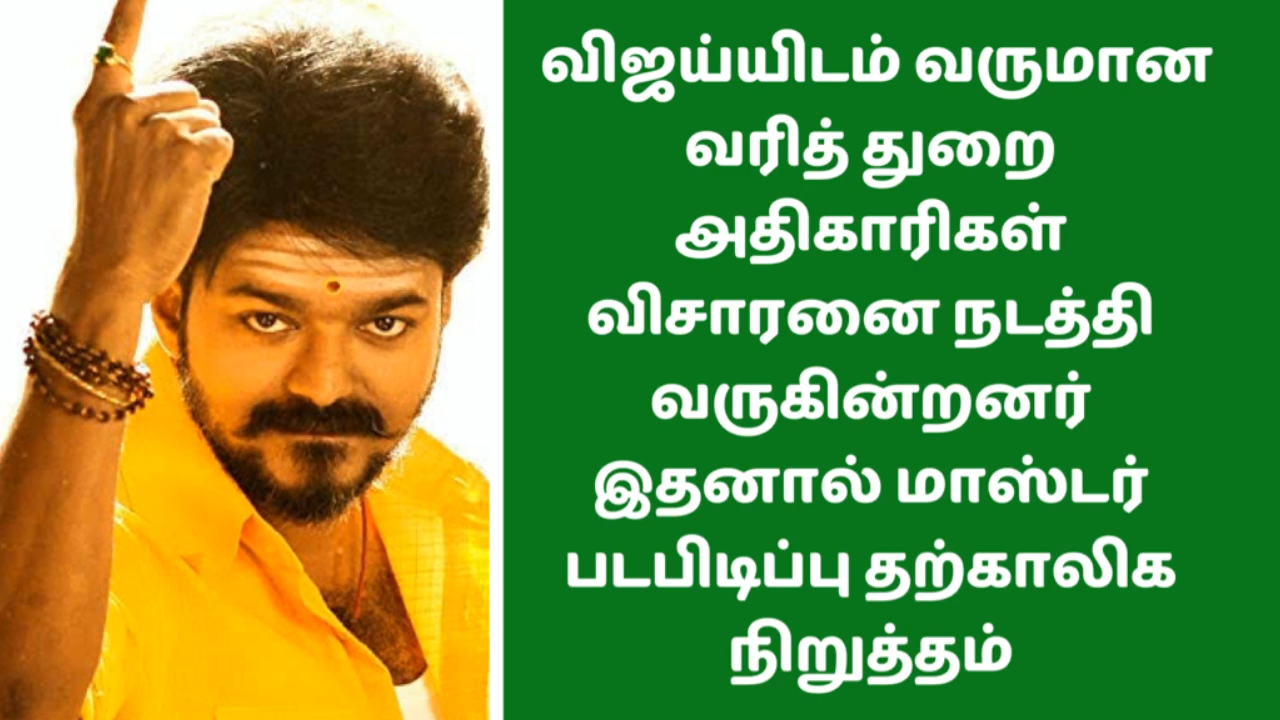 விஜய்யிடம் வருமான
வரித் துறை
அதிகாரிகள்
விசாரனை நடத்தி
வருகின்றனர்
இதனால் மாஸ்டர்
படபிடிப்பு தற்காலிக
நிறுத்தம்